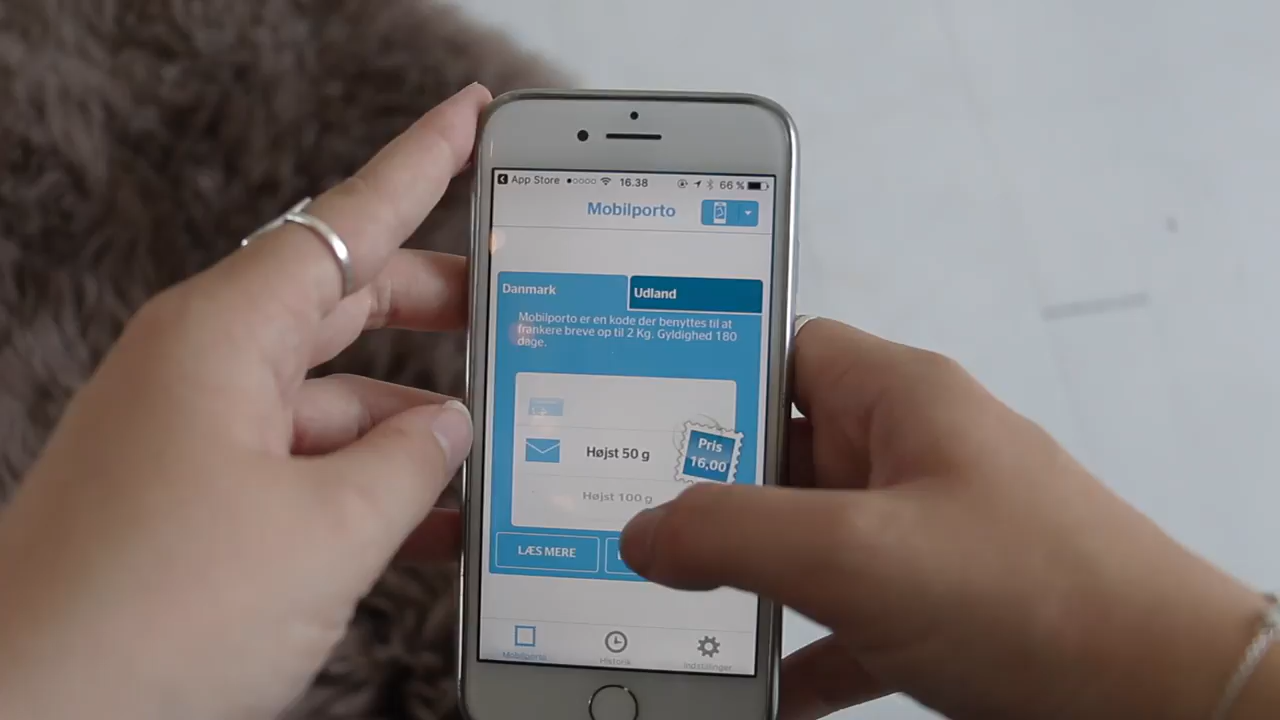 App Store 16.38 66 %
Mobilporto
Danmark Udland
Mobilporto er en kode der benyttes til at
frankere breve op til 2 Kg. Gyldighed 180
dage.
Højst 50 g
Pris
16,00
Højst 100 g
LÆS MERE
Mobilporto Historik Indstillinger